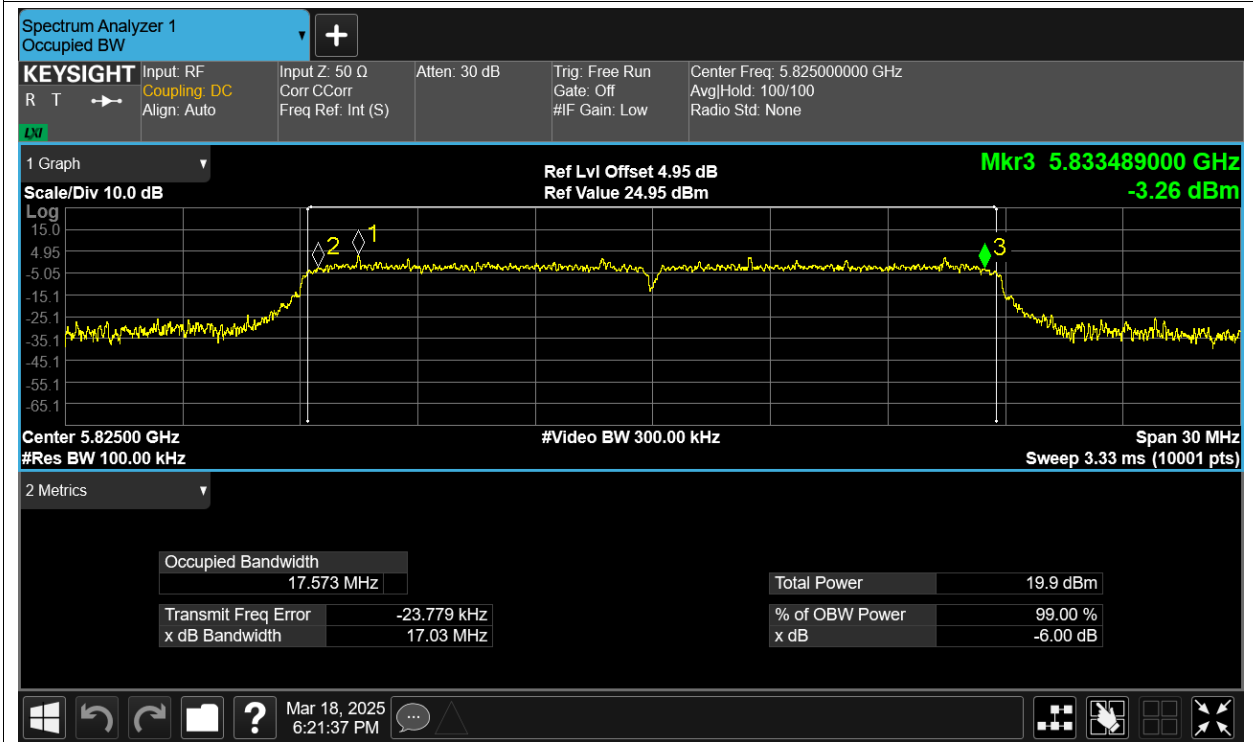 Spectrum Analyzer 1
Occupied BW
KEYSIGHT
R T
LXI
Input: RF
Coupling: DC
Align: Auto
Input Z: 50 Ω
Corr CCorr
Freq Ref: Int (S)
Atten: 30 dB
Trig: Free Run
Gate: Off
#IF Gain: Low
Center Freq: 5.825000000 GHz
Avg|Hold: 100/100
Radio Std: None
1 Graph
Scale/Div 10.0 dB
Ref Lvl Offset 4.95 dB
Ref Value 24.95 dBm
Mkr3 5.833489000 GHz
-3.26 dBm
Log
15.0
4.95
-5.05
-15.1
-25.1
-35.1
-45.1
-55.1
-65.1
2
1
3
Center 5.82500 GHz
#Video BW 300.00 kHz
Span 30 MHz
#Res BW 100.00 kHz
Sweep 3.33 ms (10001 pts)
2 Metrics
Occupied Bandwidth
17.573 MHz
Transmit Freq Error -23.779 kHz
x dB Bandwidth 17.03 MHz
Total Power 19.9 dBm
% of OBW Power 99.00 %
x dB -6.00 dB
?
Mar 18, 2025
6:21:37 PM